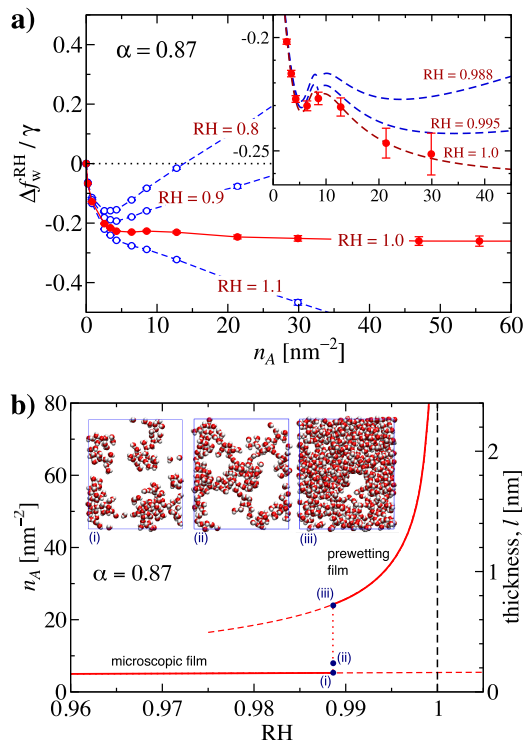 a)
α = 0.87
Δf_w^RH / γ
0.4
0.2
0
-0.2
-0.4
0 10 20 30 40 50 60
n_A [nm⁻²]
RH = 0.8
RH = 0.9
RH = 1.0
RH = 1.1
-0.2
-0.25
0 10 20 30 40
RH = 0.988
RH = 0.995
RH = 1.0
b)
80
60
40
20
0
n_A [nm⁻²]
(i) (ii) (iii)
α = 0.87
prewetting
film
(iii)
microscopic film
(ii)
(i)
2
1
0
thickness, l [nm]
0.96 0.97 0.98 0.99 1
RH